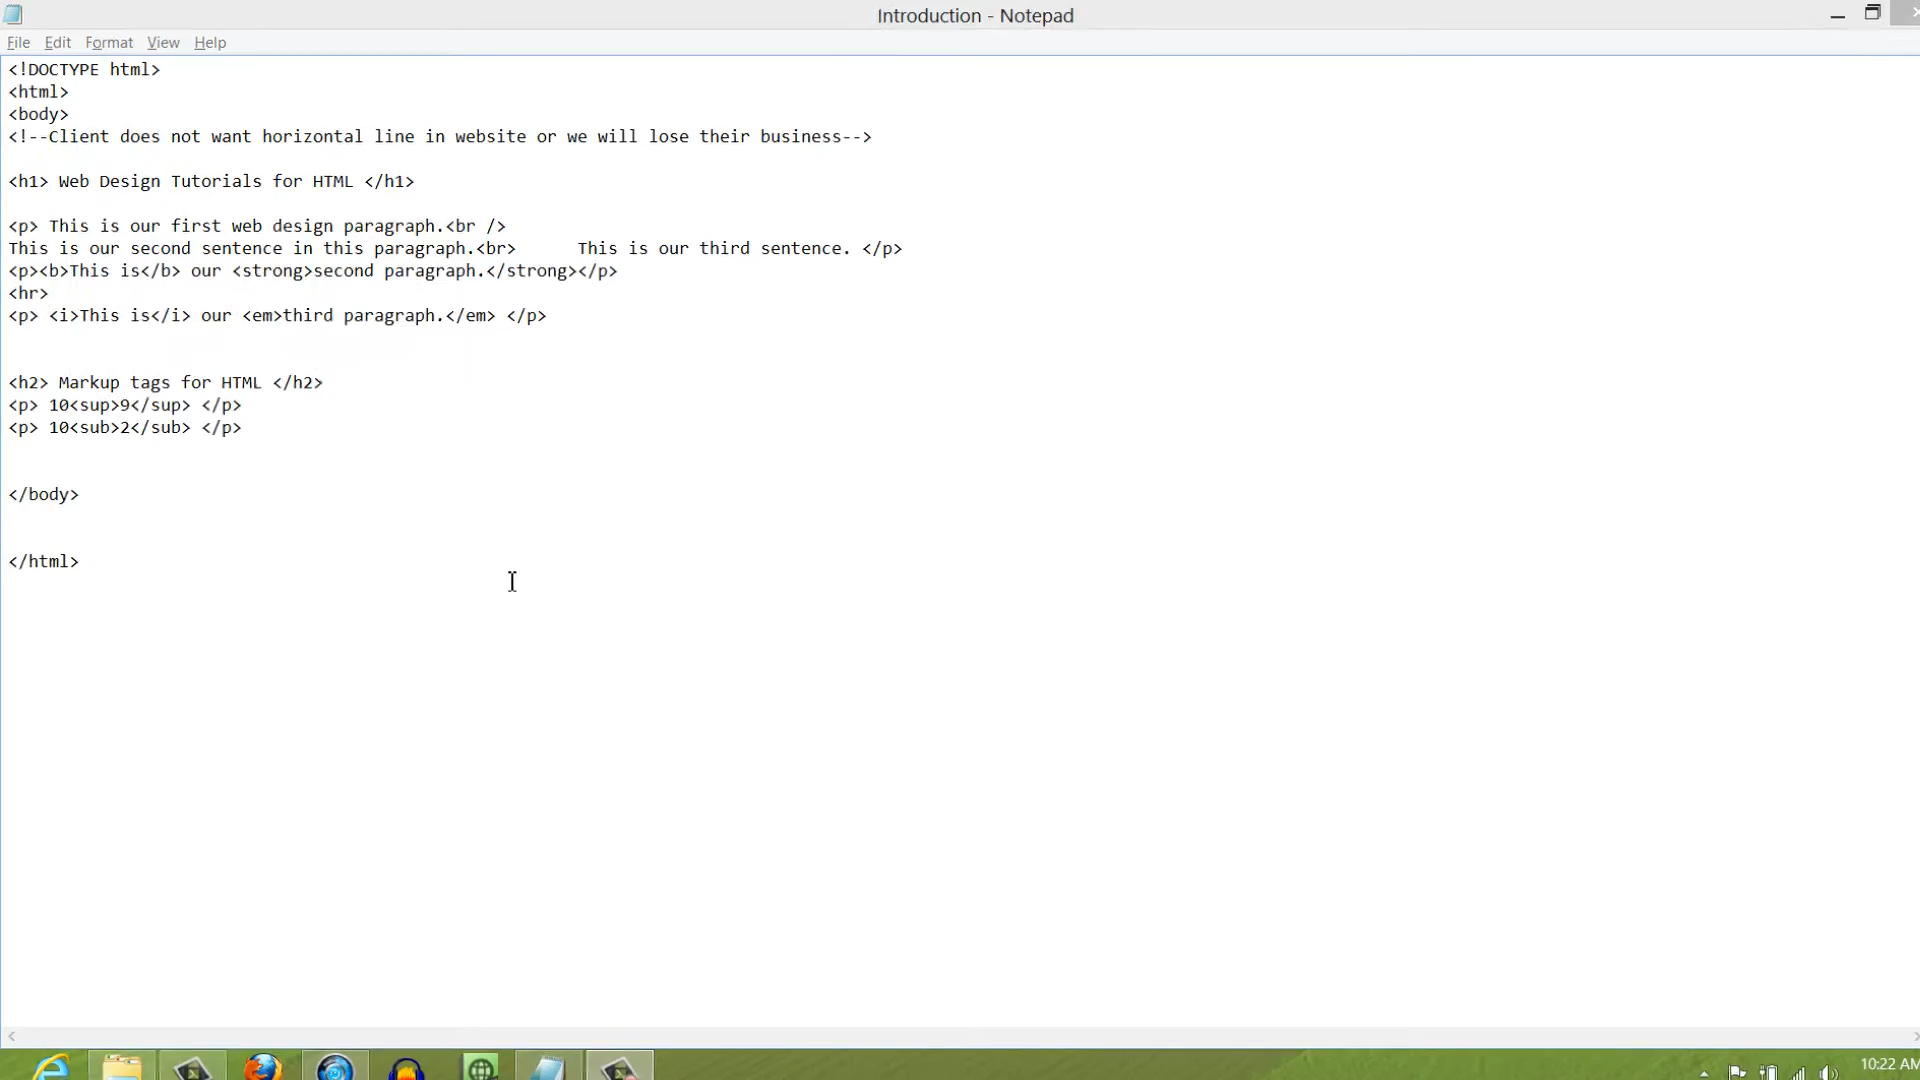 Introduction - Notepad
File Edit Format View Help
<!DOCTYPE html>
<html>
<body>
<!--Client does not want horizontal line in website or we will lose their business-->
<h1> Web Design Tutorials for HTML </h1>
<p> This is our first web design paragraph.<br />
This is our second sentence in this paragraph.<br>      This is our third sentence. </p>
<p><b>This is</b> our <strong>second paragraph.</strong></p>
<hr>
<p> <i>This is</i> our <em>third paragraph.</em> </p>
<h2> Markup tags for HTML </h2>
<p> 10<sup>9</sup> </p>
<p> 10<sub>2</sub> </p>
</body>
</html>
10:22 AM